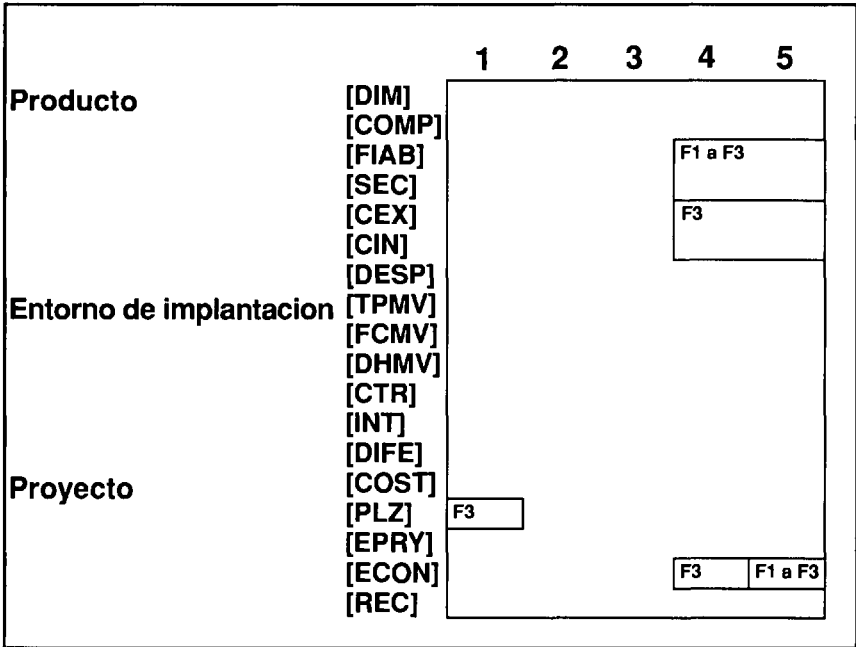 1 2 3 4 5
Producto [DIM]
[COMP]
[FIAB] F1 a F3
[SEC]
[CEX] F3
[CIN]
[DESP]
Entorno de implantacion [TPMV]
[FCMV]
[DHMV]
[CTR]
[INT]
[DIFE]
Proyecto [COST]
[PLZ] F3
[EPRY]
[ECON] F3 F1 a F3
[REC]